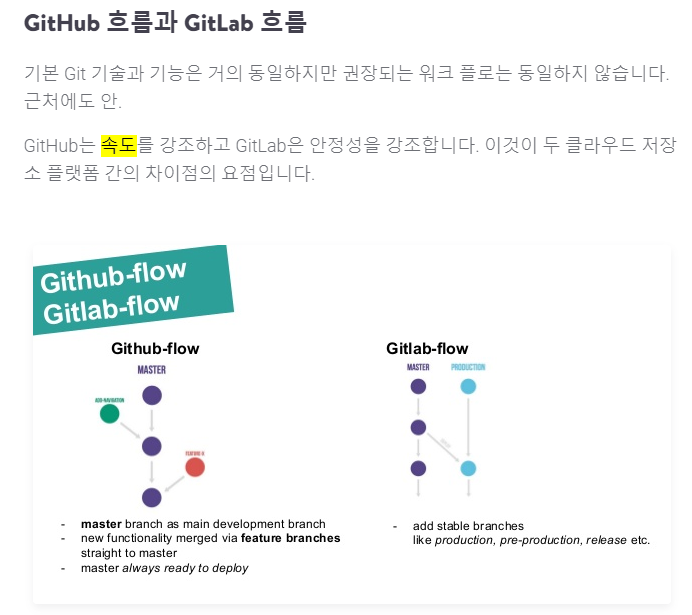 GitHub 흐름과 GitLab 흐름
기본 Git 기술과 기능은 거의 동일하지만 권장되는 워크 플로는 동일하지 않습니다.
근처에도 안.
GitHub는 속도를 강조하고 GitLab은 안정성을 강조합니다. 이것이 두 클라우드 저장
소 플랫폼 간의 차이점의 요점입니다.
Github-flow
Gitlab-flow
Github-flow
MASTER
ADD-NAVIGATION
FEATURE-X
- master branch as main development branch
- new functionality merged via feature branches
straight to master
- master always ready to deploy
Gitlab-flow
MASTER PRODUCTION
- add stable branches
like production, pre-production, release etc.